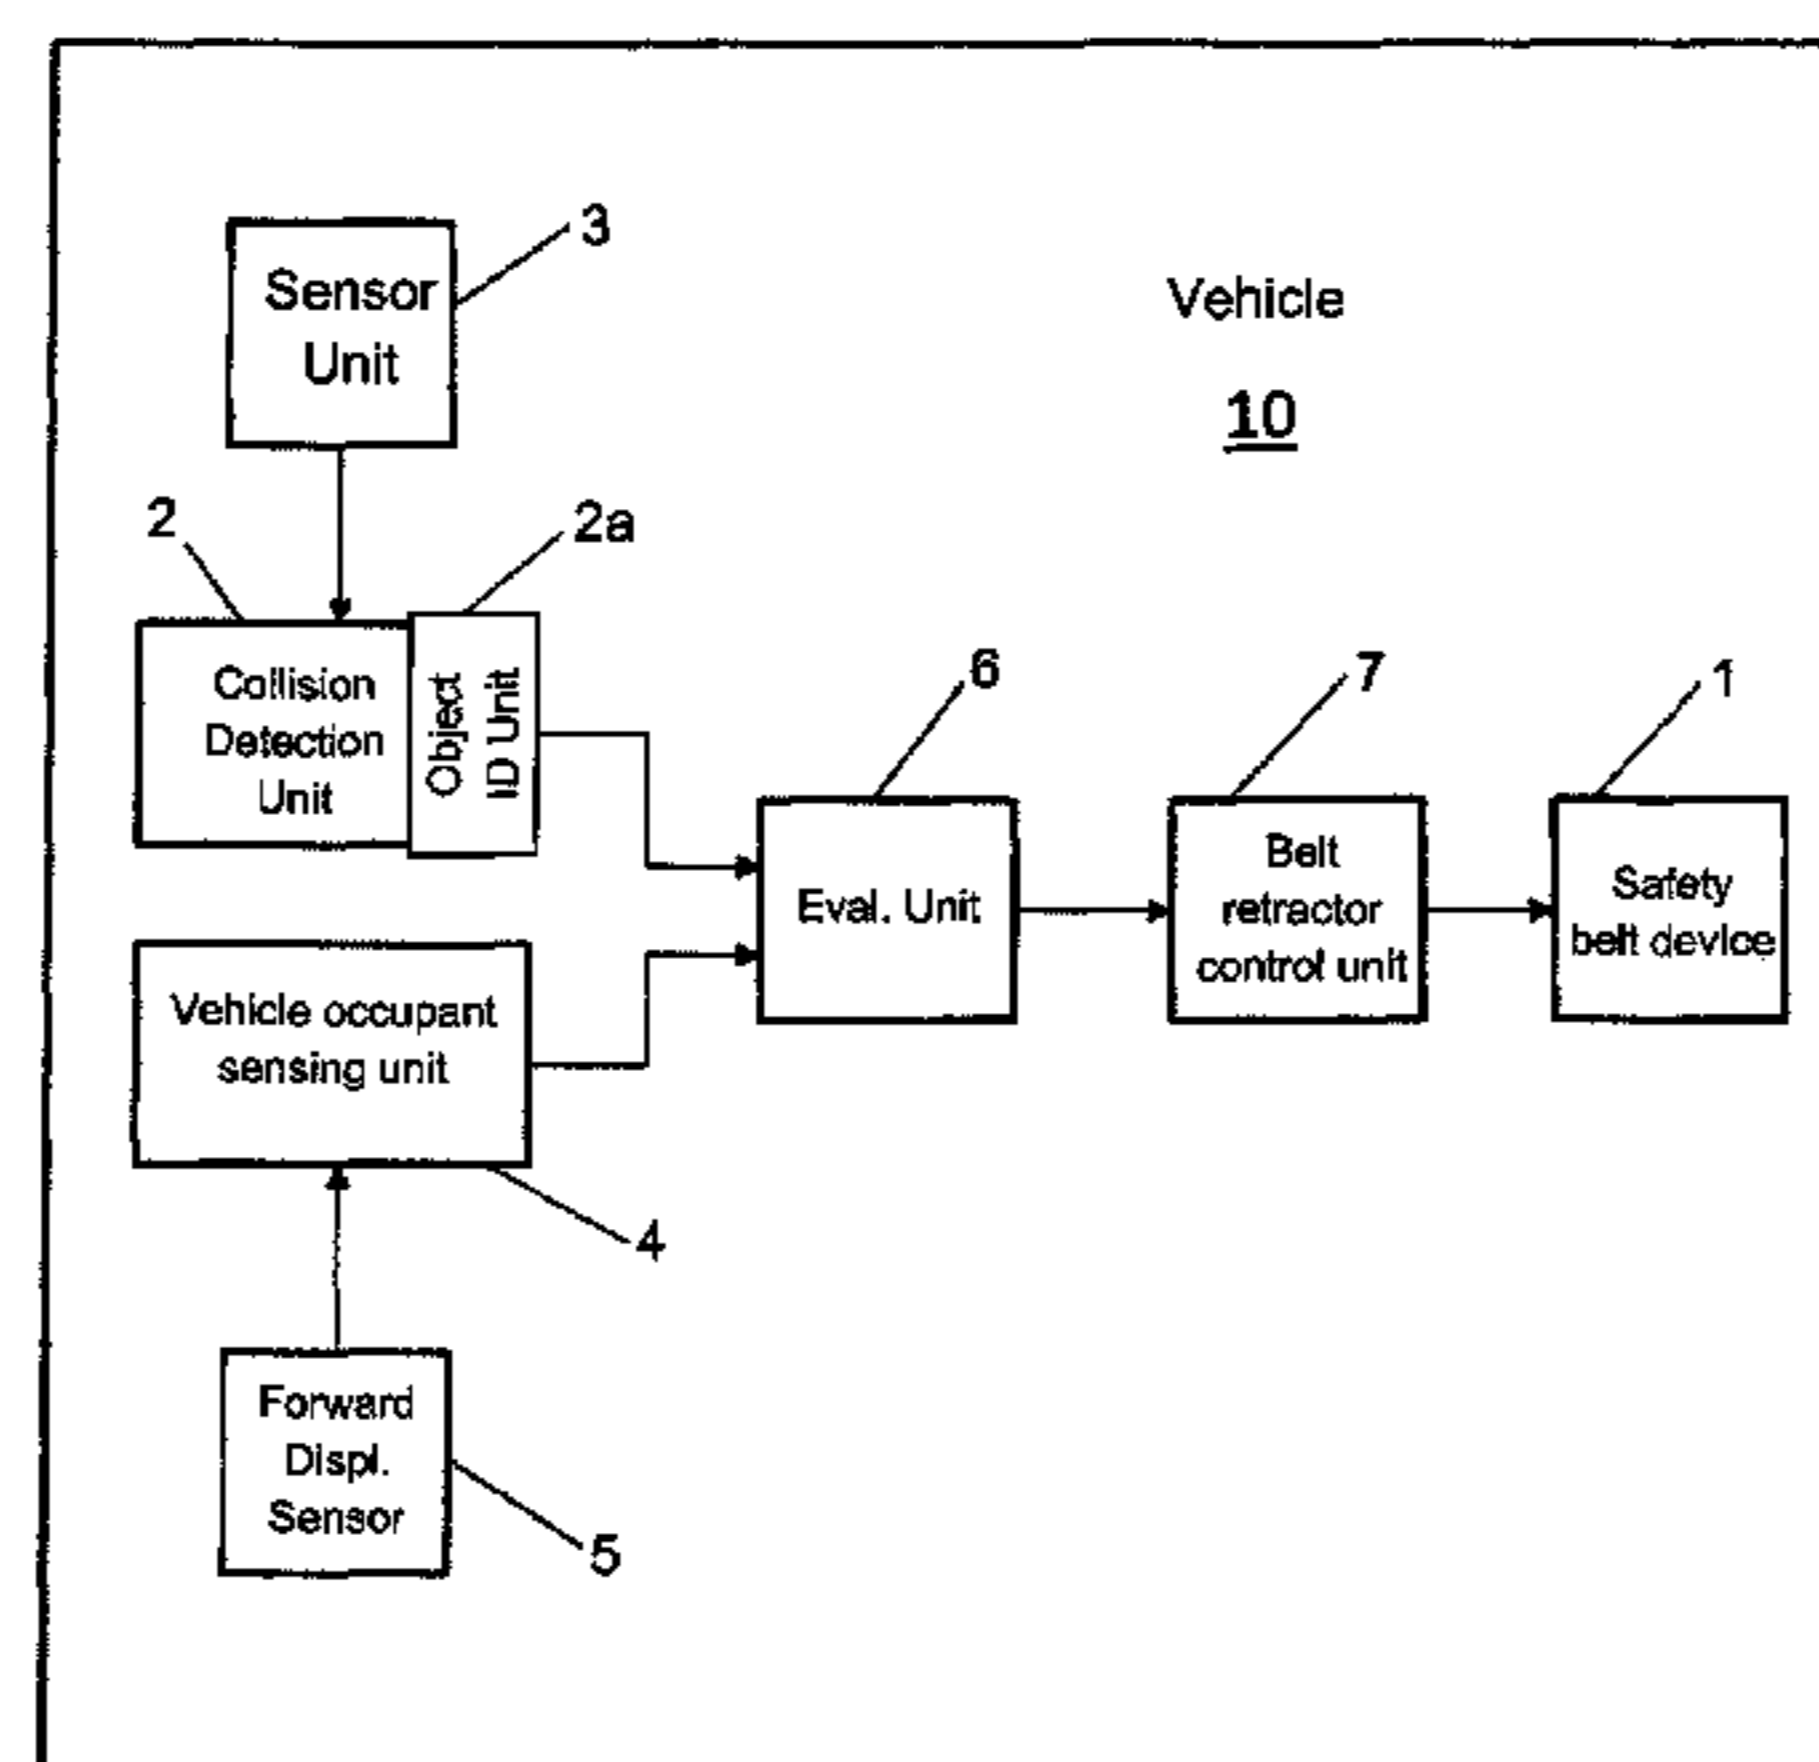 3
Sensor
Unit
Vehicle
10
2
2a
Collision
Detection
Unit
Object
ID Unit
6
7
1
Eval. Unit
Belt
retractor
control unit
Safety
belt device
Vehicle occupant
sensing unit
4
Forward
Displ.
Sensor
5